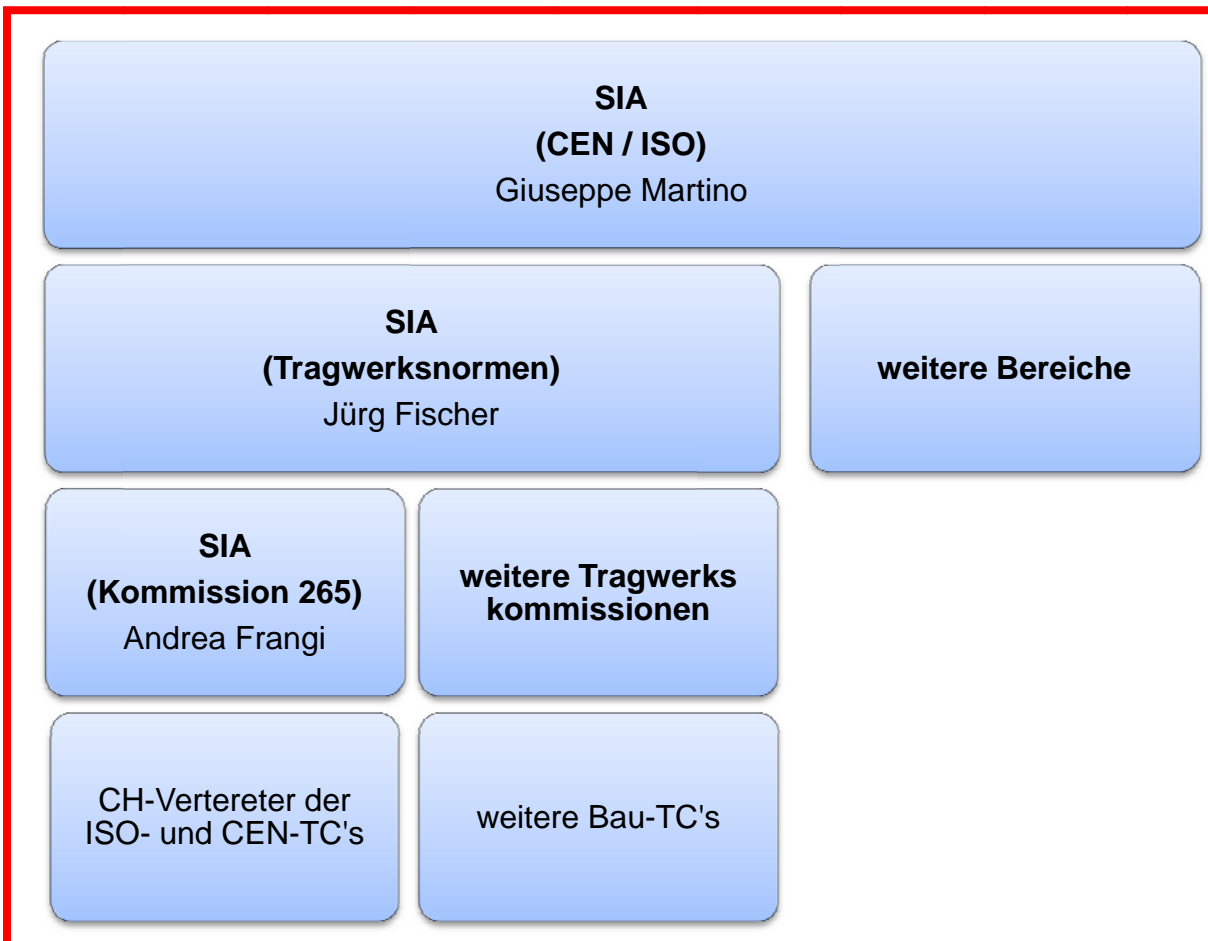 SIA
(CEN / ISO)
Giuseppe Martino
SIA
(Tragwerksnormen)
Jürg Fischer
weitere Bereiche
SIA
(Kommission 265)
Andrea Frangi
weitere Tragwerks
kommissionen
CH-Vertereter der
ISO- und CEN-TC's
weitere Bau-TC's